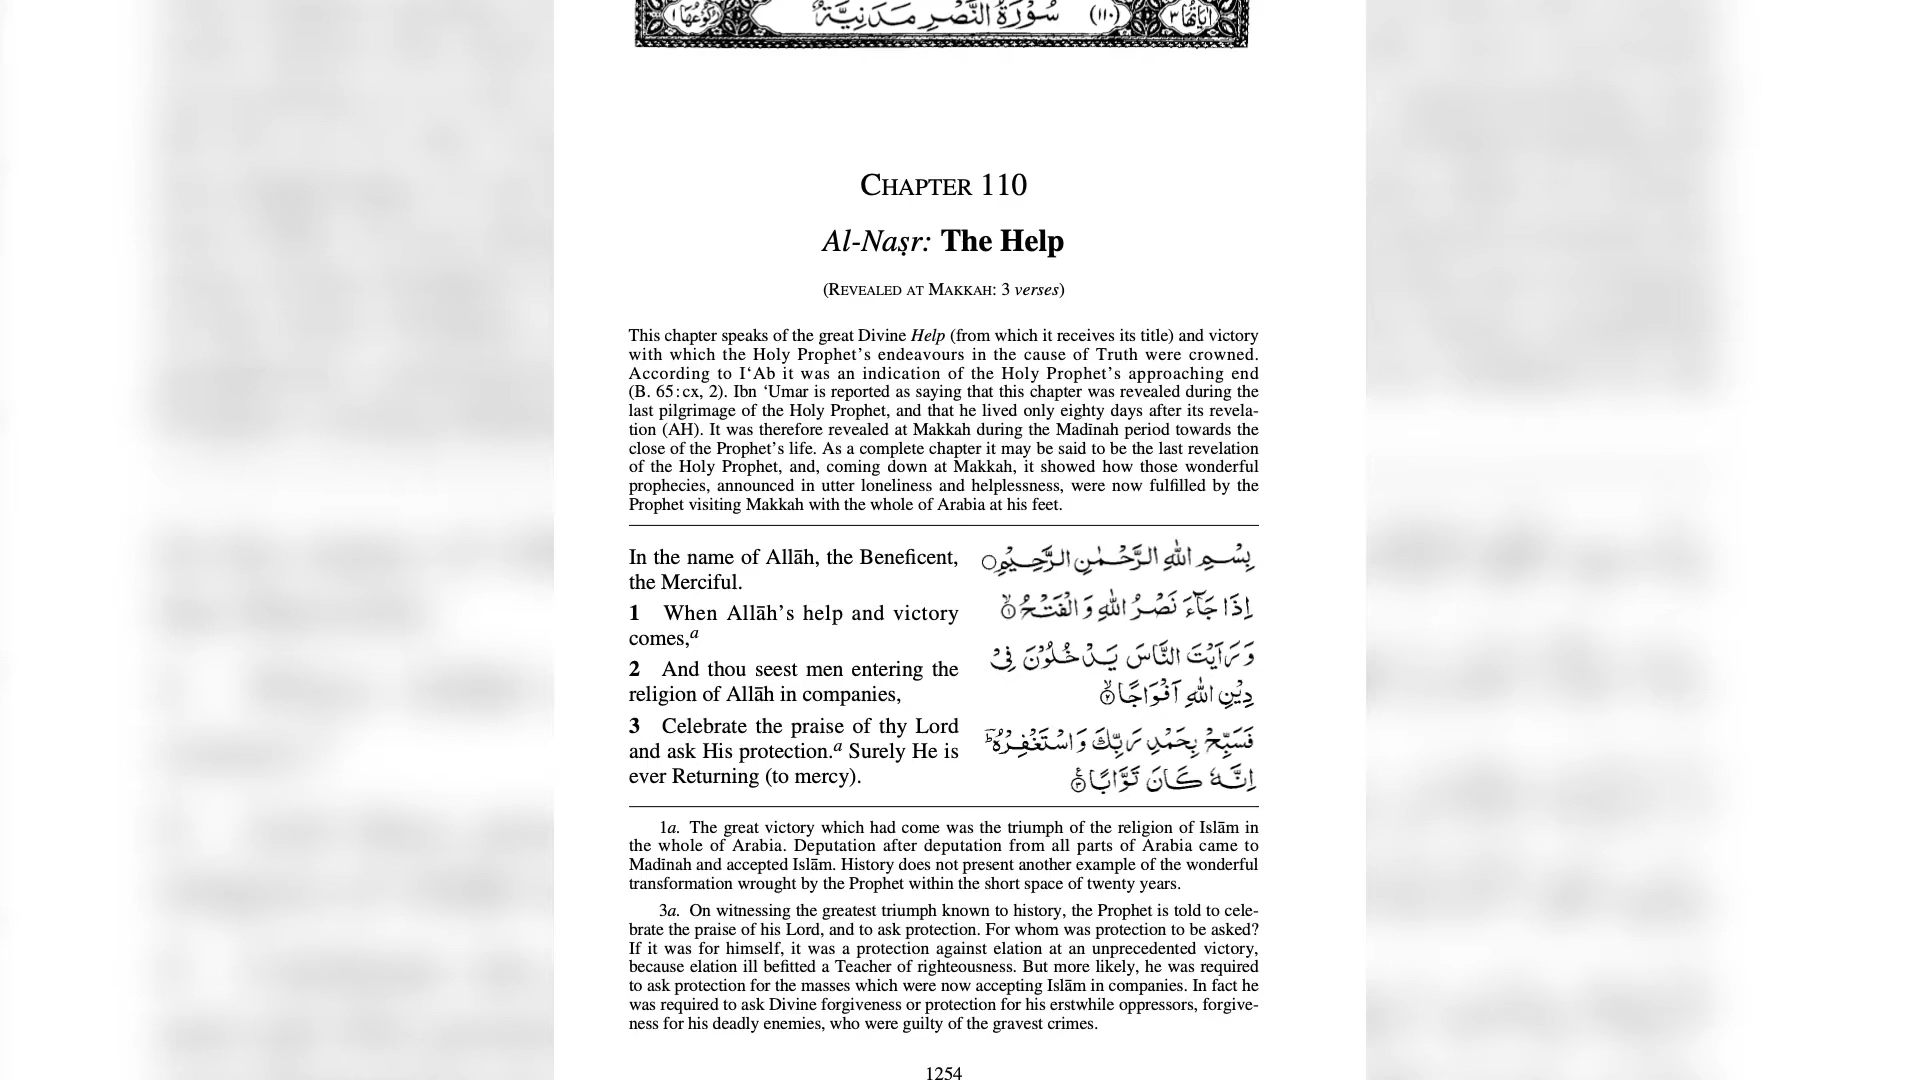 سُوْرَةُ النَّصْرِ مَدَنِيَّةٌ (۱۱۰)
CHAPTER 110
Al-Naṣr: The Help
(REVEALED AT MAKKAH: 3 verses)
This chapter speaks of the great Divine Help (from which it receives its title) and victory
with which the Holy Prophet’s endeavours in the cause of Truth were crowned.
According to I‘Ab it was an indication of the Holy Prophet’s approaching end
(B. 65:cx, 2). Ibn ‘Umar is reported as saying that this chapter was revealed during the
last pilgrimage of the Holy Prophet, and that he lived only eighty days after its revela-
tion (AH). It was therefore revealed at Makkah during the Madīnah period towards the
close of the Prophet’s life. As a complete chapter it may be said to be the last revelation
of the Holy Prophet, and, coming down at Makkah, it showed how those wonderful
prophecies, announced in utter loneliness and helplessness, were now fulfilled by the
Prophet visiting Makkah with the whole of Arabia at his feet.
In the name of Allāh, the Beneficent,
the Merciful.
1 When Allāh’s help and victory
comes,a
2 And thou seest men entering the
religion of Allāh in companies,
3 Celebrate the praise of thy Lord
and ask His protection.a Surely He is
ever Returning (to mercy).
بِسْمِ اللّٰهِ الرَّحْمٰنِ الرَّحِيْمِ○
اِذَا جَآءَ نَصْرُ اللّٰهِ وَ الْفَتْحُ ۙ۱
وَ رَاَيْتَ النَّاسَ يَدْخُلُوْنَ فِيْ
دِيْنِ اللّٰهِ اَفْوَاجًا ۙ۲
فَسَبِّحْ بِحَمْدِ رَبِّكَ وَ اسْتَغْفِرْهُ ؕ
اِنَّهٗ كَانَ تَوَّابًا ۳
1a. The great victory which had come was the triumph of the religion of Islām in
the whole of Arabia. Deputation after deputation from all parts of Arabia came to
Madīnah and accepted Islām. History does not present another example of the wonderful
transformation wrought by the Prophet within the short space of twenty years.
3a. On witnessing the greatest triumph known to history, the Prophet is told to cele-
brate the praise of his Lord, and to ask protection. For whom was protection to be asked?
If it was for himself, it was a protection against elation at an unprecedented victory,
because elation ill befitted a Teacher of righteousness. But more likely, he was required
to ask protection for the masses which were now accepting Islām in companies. In fact he
was required to ask Divine forgiveness or protection for his erstwhile oppressors, forgive-
ness for his deadly enemies, who were guilty of the gravest crimes.
1254